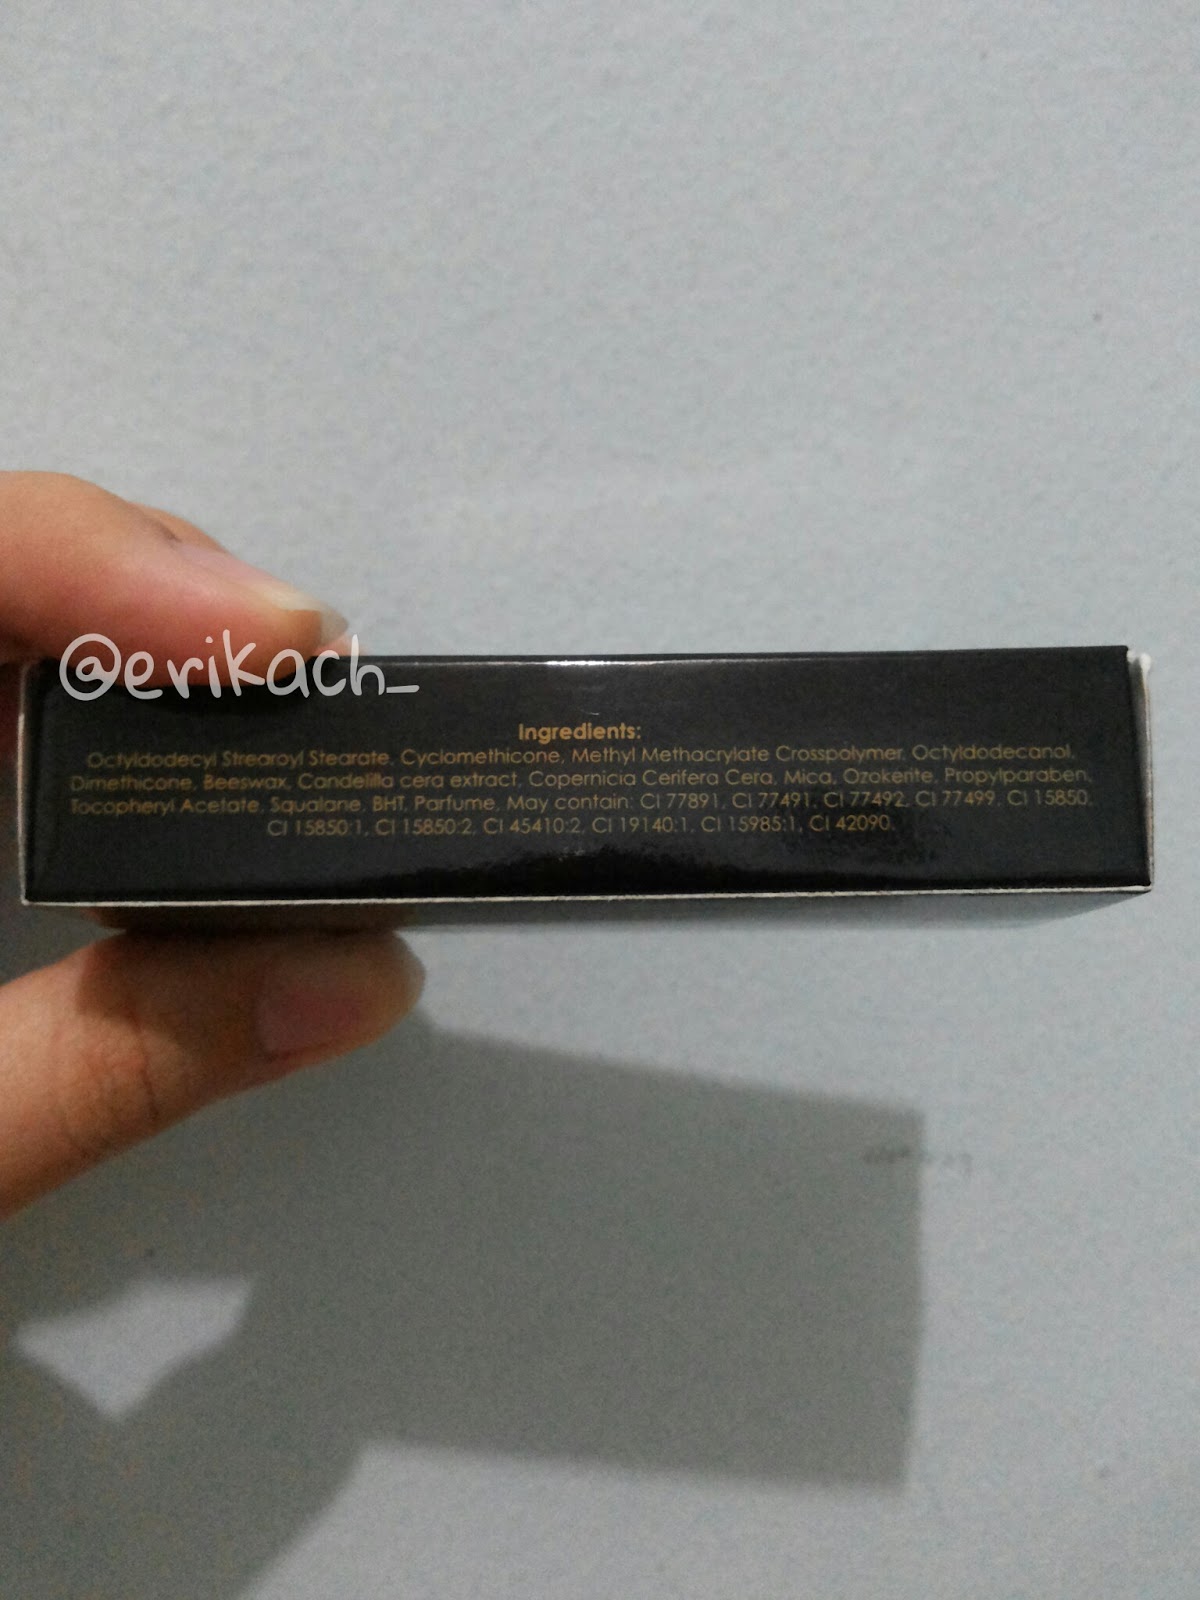 @erikach_
Ingredients:
Octyldodecyl Strearoyl Stearate, Cyclomethicone, Methyl Methacrylate Crosspolymer, Octyldodecanol,
Dimethicone, Beeswax, Candelilla cera extract, Copernicia Cerifera Cera, Mica, Ozokerite, Propylparaben,
Tocopheryl Acetate, Squalane, BHT, Parfume, May contain: CI 77891, CI 77491, CI 77492, CI 77499, CI 15850,
CI 15850:1, CI 15850:2, CI 45410:2, CI 19140:1, CI 15985:1, CI 42090.